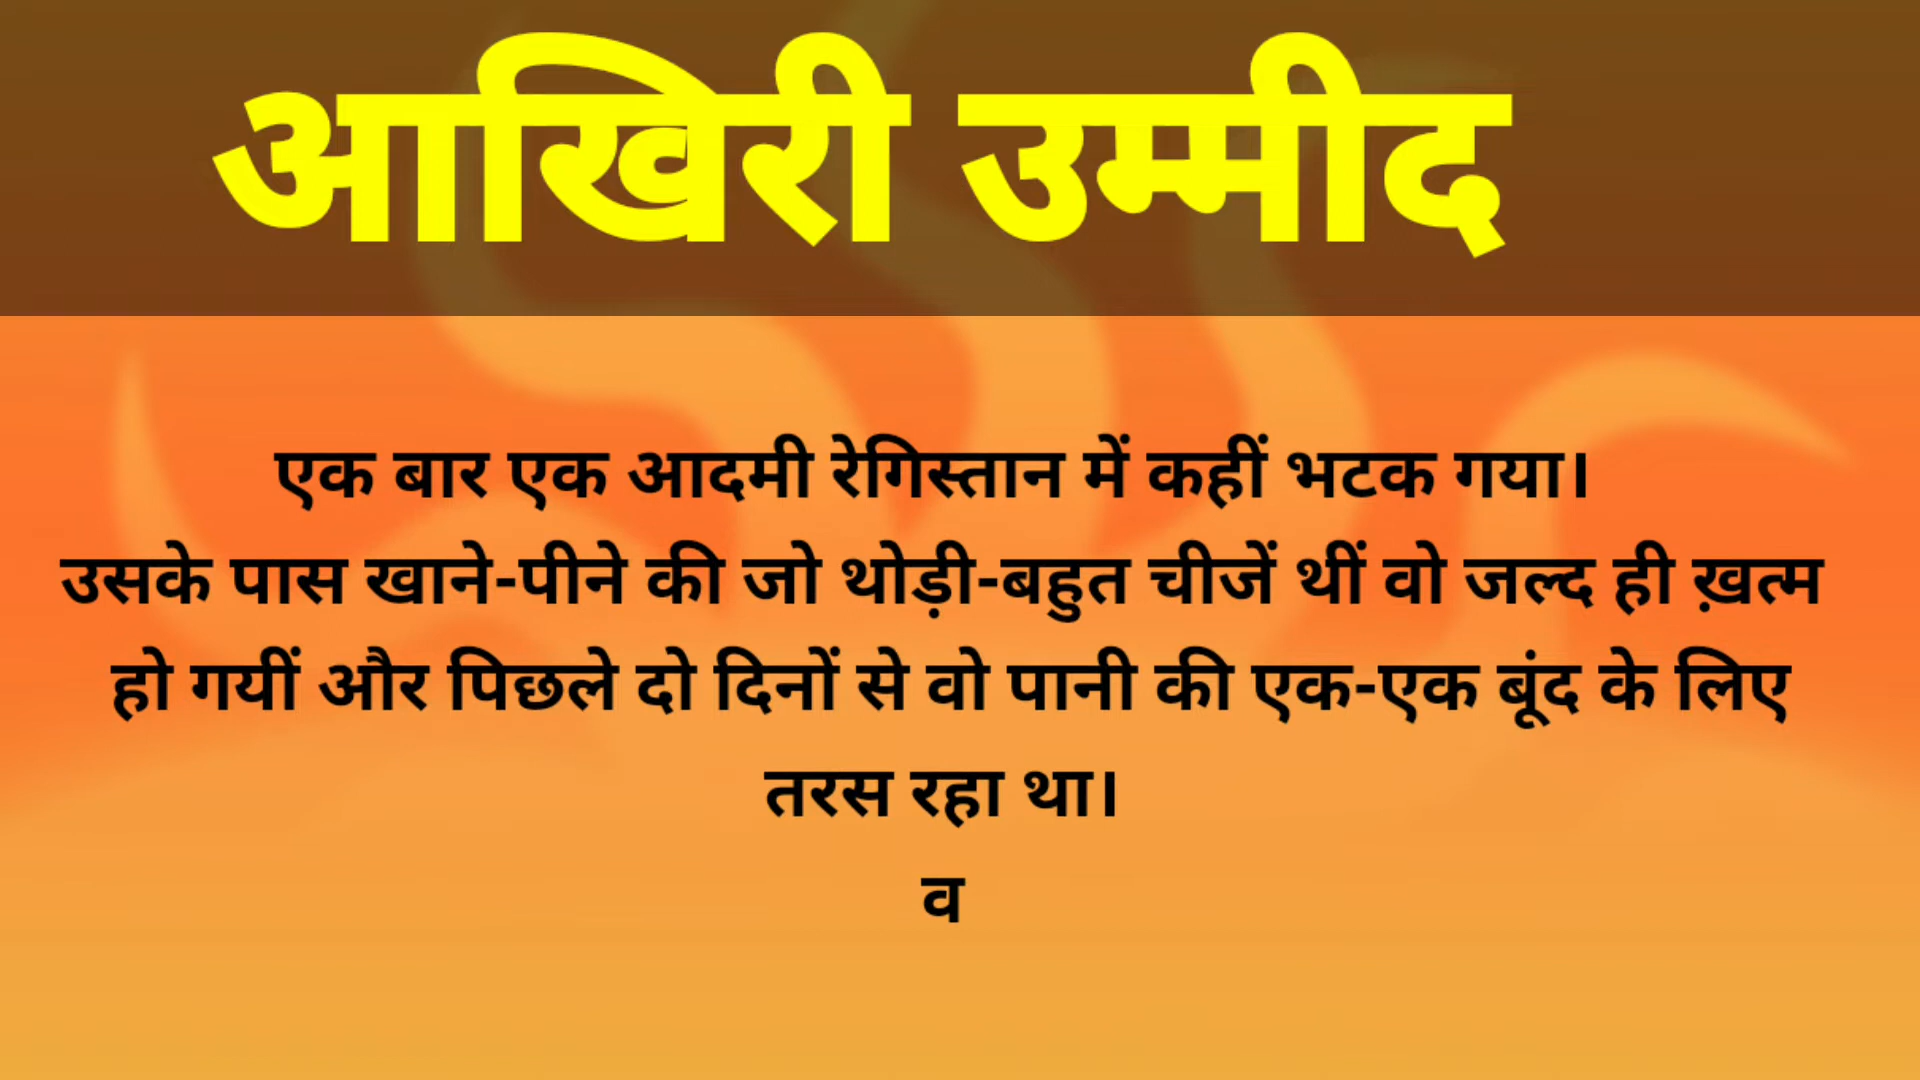 आखिरी उम्मीद
एक बार एक आदमी रेगिस्तान में कहीं भटक गया।
उसके पास खाने-पीने की जो थोड़ी-बहुत चीजें थीं वो जल्द ही ख़त्म
हो गयीं और पिछले दो दिनों से वो पानी की एक-एक बूंद के लिए
तरस रहा था।
व